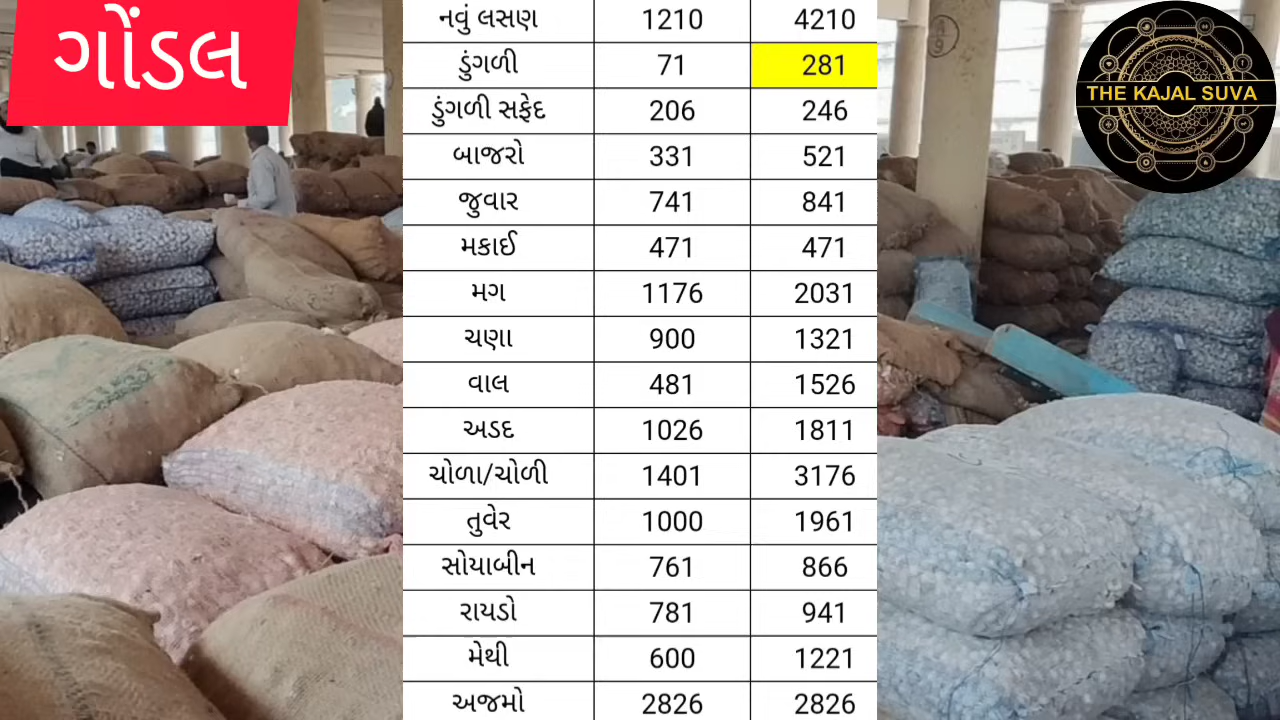 ગોંડલ
નવું લસણ 1210 4210
ડુંગળી 71 281
ડુંગળી સફેદ 206 246
બાજરો 331 521
જુવાર 741 841
મકાઈ 471 471
મગ 1176 2031
ચણા 900 1321
વાલ 481 1526
અડદ 1026 1811
ચોળા/ચોળી 1401 3176
તુવેર 1000 1961
સોયાબીન 761 866
રાયડો 781 941
મેથી 600 1221
અજમો 2826 2826
THE KAJAL SUVA